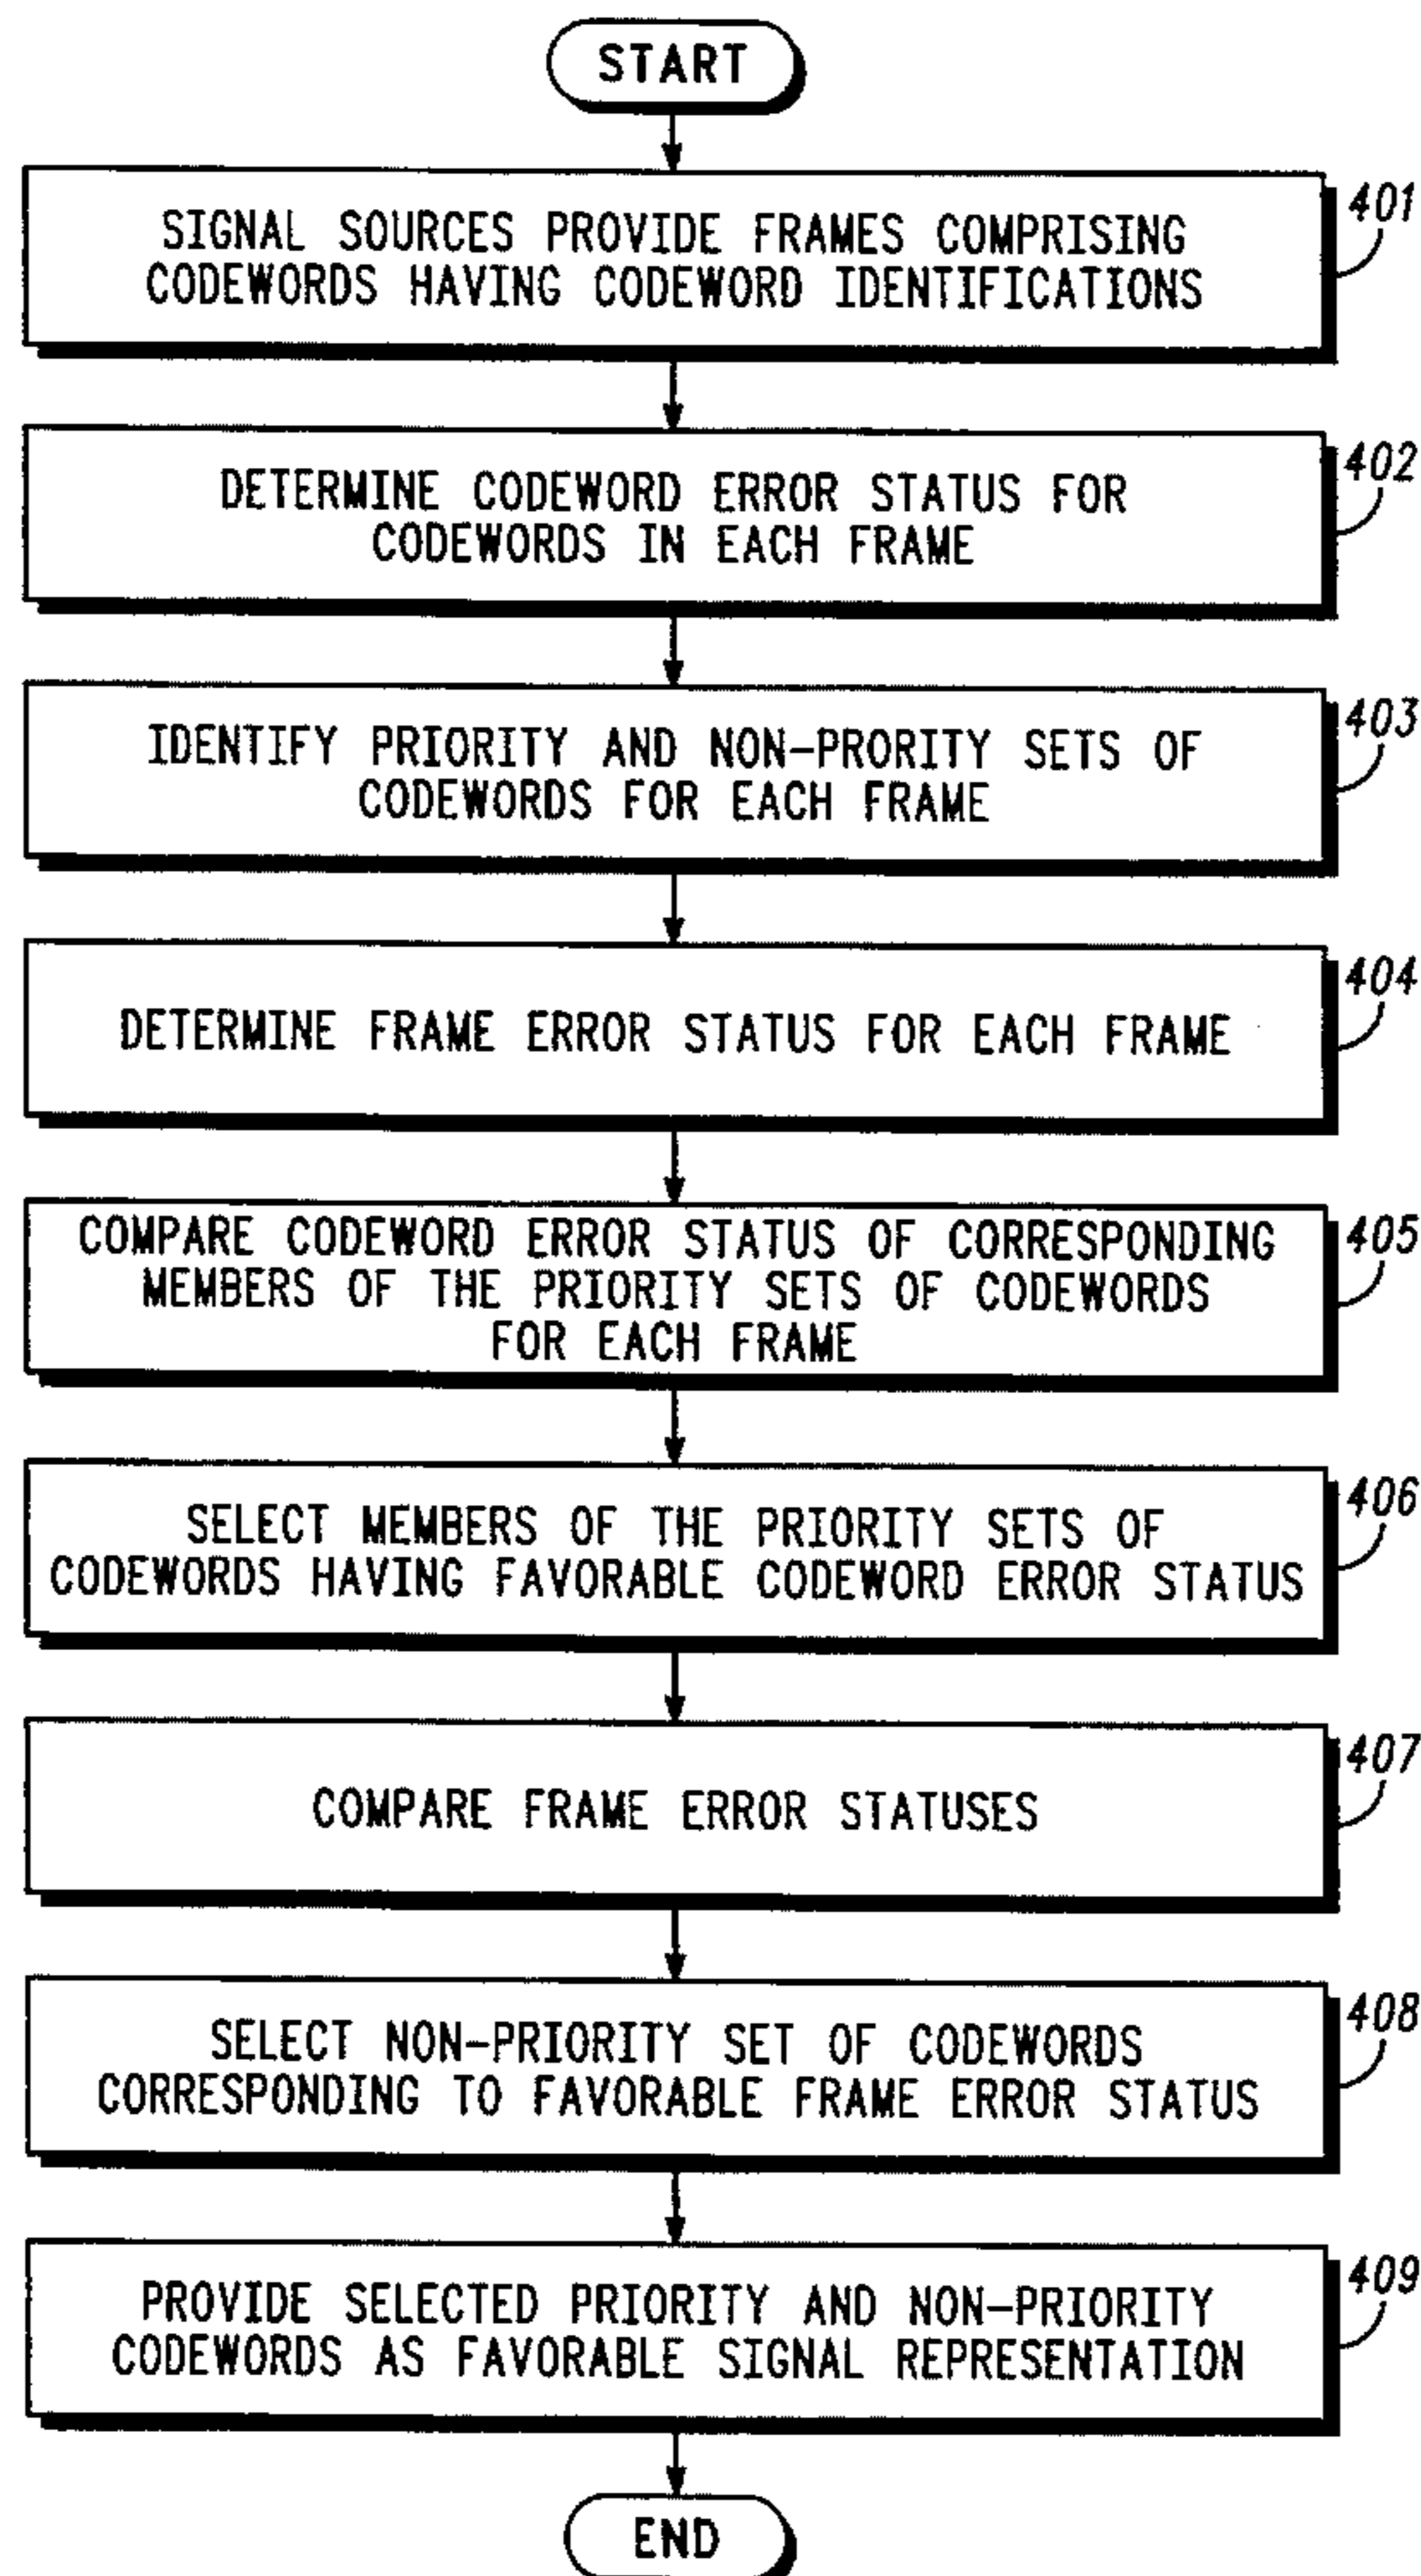 START
401
SIGNAL SOURCES PROVIDE FRAMES COMPRISING
CODEWORDS HAVING CODEWORD IDENTIFICATIONS
402
DETERMINE CODEWORD ERROR STATUS FOR
CODEWORDS IN EACH FRAME
403
IDENTIFY PRIORITY AND NON-PRORITY SETS OF
CODEWORDS FOR EACH FRAME
404
DETERMINE FRAME ERROR STATUS FOR EACH FRAME
405
COMPARE CODEWORD ERROR STATUS OF CORRESPONDING
MEMBERS OF THE PRIORITY SETS OF CODEWORDS
FOR EACH FRAME
406
SELECT MEMBERS OF THE PRIORITY SETS OF
CODEWORDS HAVING FAVORABLE CODEWORD ERROR STATUS
407
COMPARE FRAME ERROR STATUSES
408
SELECT NON-PRIORITY SET OF CODEWORDS
CORRESPONDING TO FAVORABLE FRAME ERROR STATUS
409
PROVIDE SELECTED PRIORITY AND NON-PRIORITY
CODEWORDS AS FAVORABLE SIGNAL REPRESENTATION
END